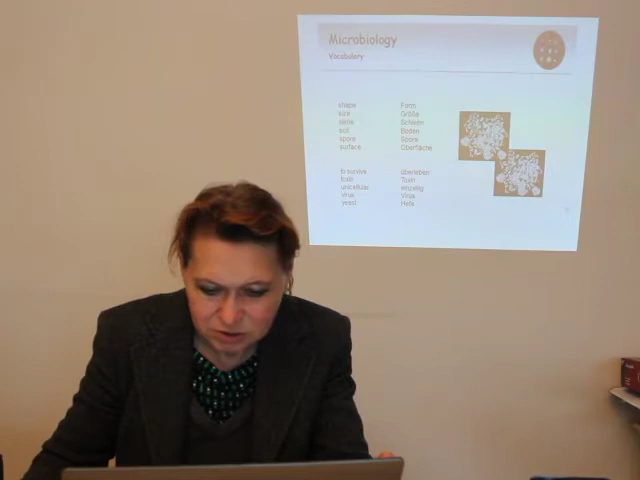 Microbiology
Vocabulary
shape Form
size Größe
slime Schleim
soil Boden
spore Spore
surface Oberfläche
to survive überleben
toxin Toxin
unicellular einzellig
virus Virus
yeast Hefe